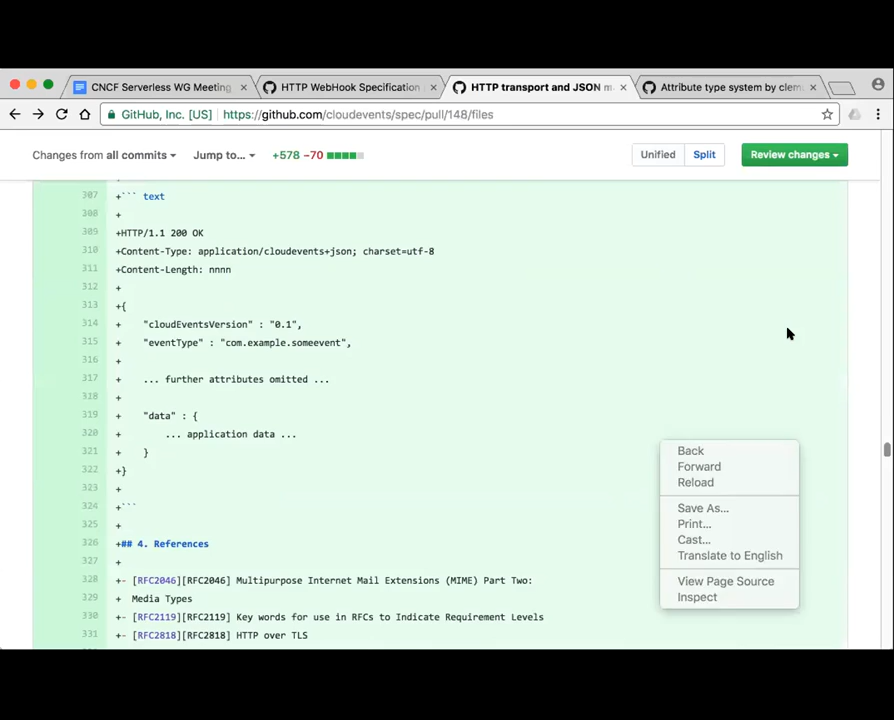 CNCF Serverless WG Meeting
HTTP WebHook Specification
HTTP transport and JSON m
Attribute type system by clem
GitHub, Inc. [US]
https://github.com/cloudevents/spec/pull/148/files
Changes from all commits
Jump to...
+578 −70
Unified
Split
Review changes
307 +``` text
308 +
309 +HTTP/1.1 200 OK
310 +Content-Type: application/cloudevents+json; charset=utf-8
311 +Content-Length: nnnn
312 +
313 +{
314 + "cloudEventsVersion" : "0.1",
315 + "eventType" : "com.example.someevent",
316 +
317 + ... further attributes omitted ...
318 +
319 + "data" : {
320 + ... application data ...
321 + }
322 +}
323 +
324 +```
325 +
326 +## 4. References
327 +
328 +- [RFC2046][RFC2046] Multipurpose Internet Mail Extensions (MIME) Part Two:
329 + Media Types
330 +- [RFC2119][RFC2119] Key words for use in RFCs to Indicate Requirement Levels
331 +- [RFC2818][RFC2818] HTTP over TLS
Back
Forward
Reload
Save As...
Print...
Cast...
Translate to English
View Page Source
Inspect